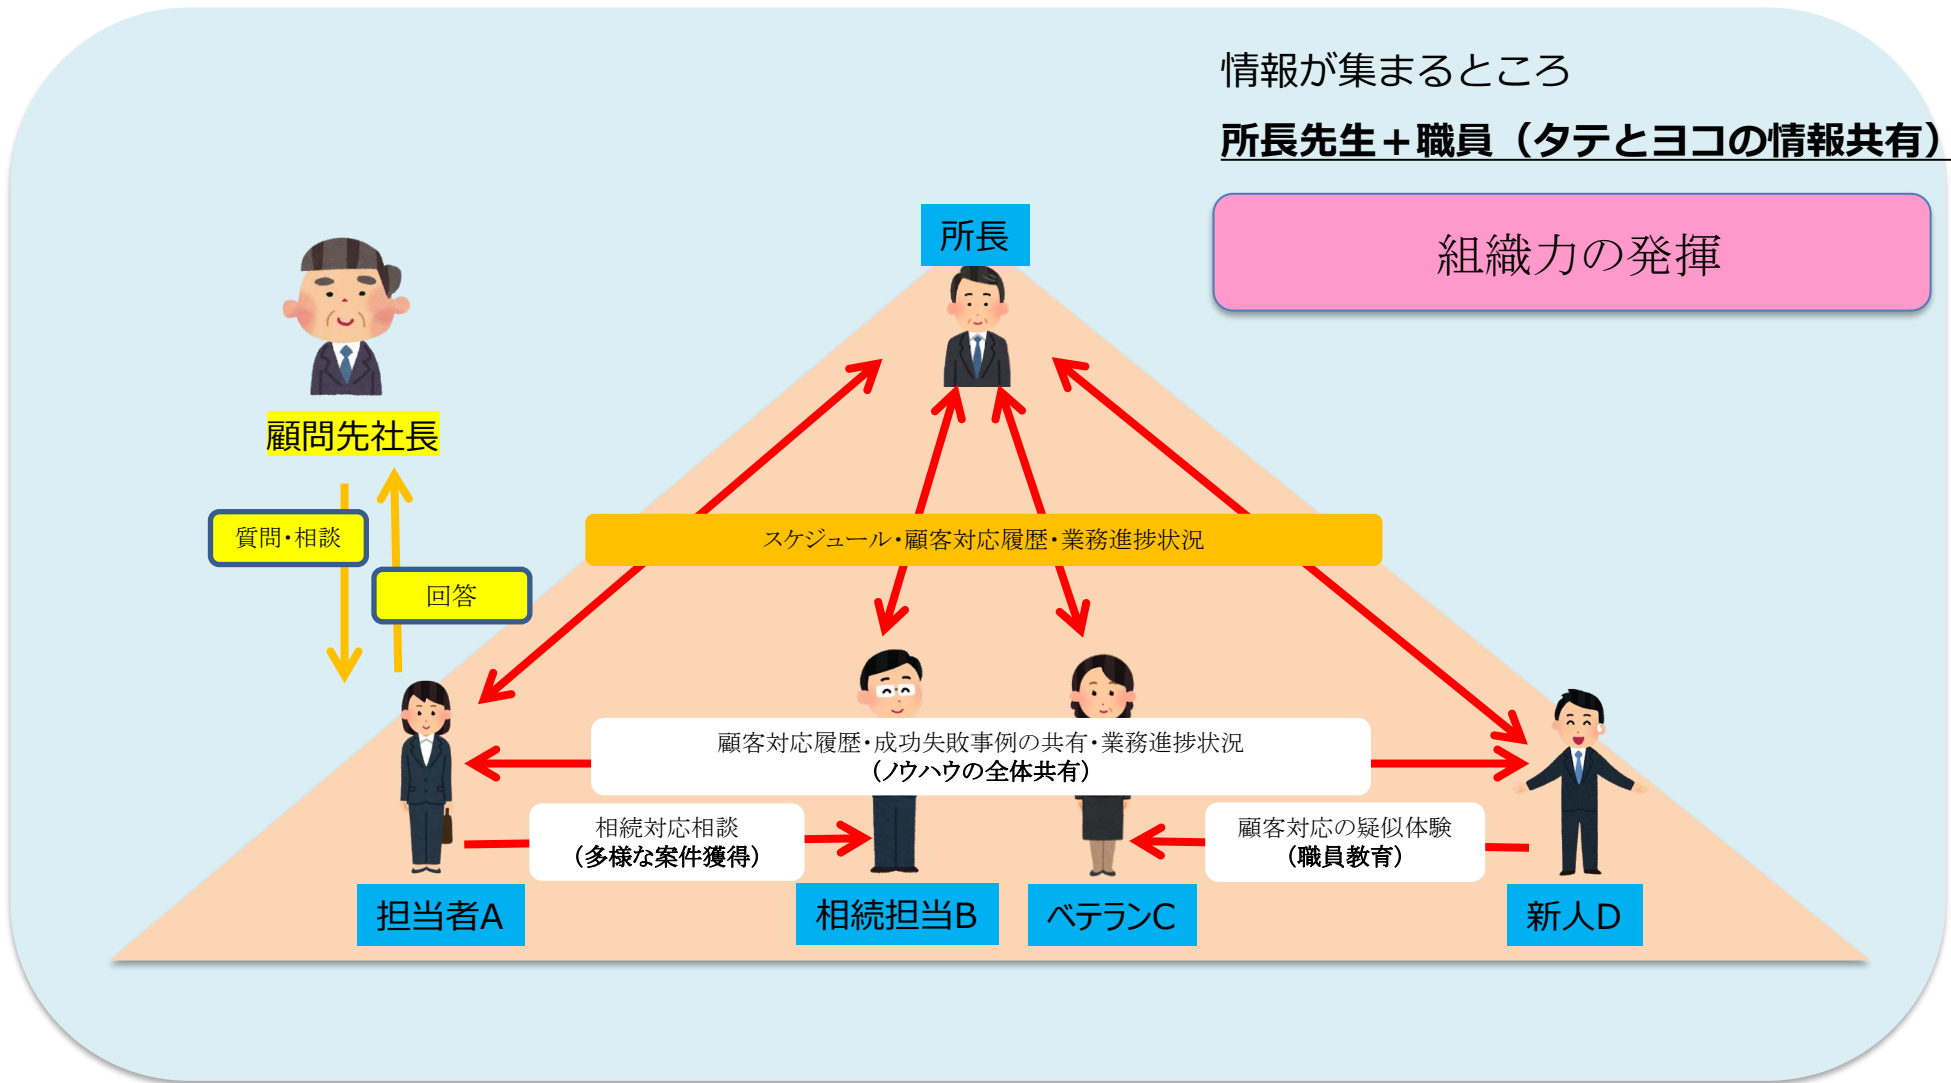 情報が集まるところ
所長先生+職員（タテとヨコの情報共有）
組織力の発揮
所長
顧問先社長
質問・相談
回答
スケジュール・顧客対応履歴・業務進捗状況
顧客対応履歴・成功失敗事例の共有・業務進捗状況
（ノウハウの全体共有）
相続対応相談
（多様な案件獲得）
顧客対応の疑似体験
（職員教育）
担当者A
相続担当B
ベテランC
新人D